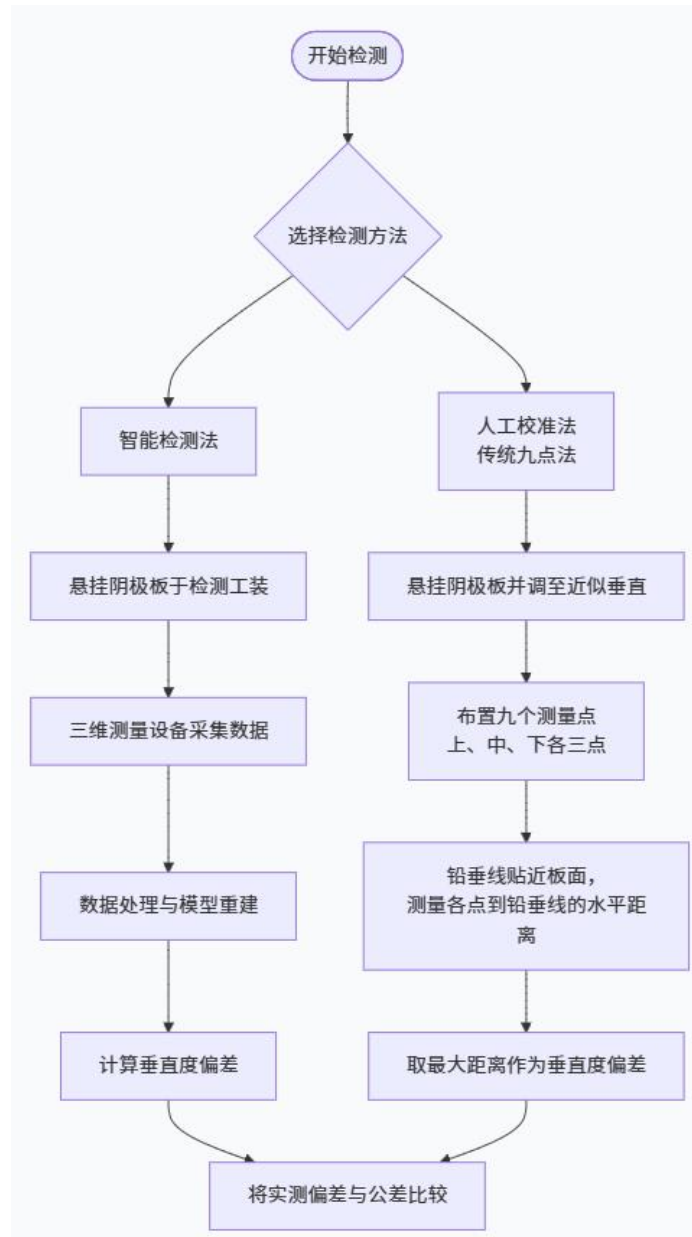 开始检测
选择检测方法
智能检测法
人工校准法
传统九点法
悬挂阴极板于检测工装
悬挂阴极板并调至近似垂直
三维测量设备采集数据
布置九个测量点
上、中、下各三点
数据处理与模型重建
铅垂线贴近板面，
测量各点到铅垂线的水平距
离
计算垂直度偏差
取最大距离作为垂直度偏差
将实测偏差与公差比较